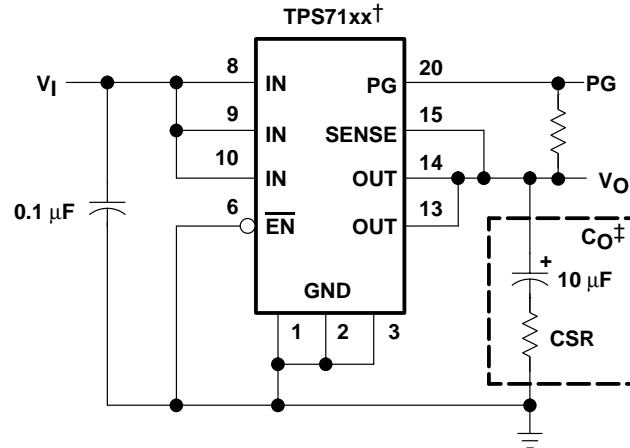 TPS71xx†
VI
8
IN
PG
20
PG
9
IN
SENSE
15
10
IN
OUT
14
VO
0.1 μF
6
EN
OUT
13
CO‡
+
10 μF
GND
1
2
3
CSR